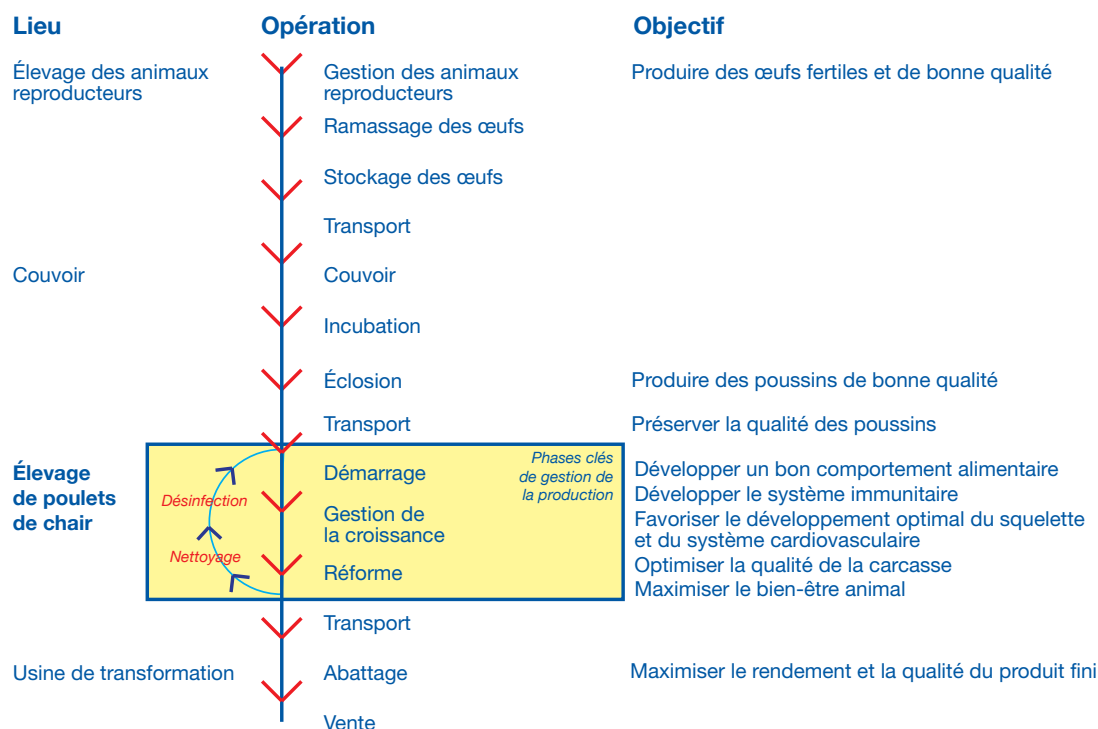 Lieu
Opération
Objectif
Élevage des animaux
reproducteurs
Gestion des animaux
reproducteurs
Produire des œufs fertiles et de bonne qualité
Ramassage des œufs
Stockage des œufs
Transport
Couvoir
Couvoir
Incubation
Éclosion
Produire des poussins de bonne qualité
Transport
Préserver la qualité des poussins
Élevage
de poulets
de chair
Désinfection
Nettoyage
Démarrage
Gestion de
la croissance
Réforme
Phases clés
de gestion de
la production
Développer un bon comportement alimentaire
Développer le système immunitaire
Favoriser le développement optimal du squelette
et du système cardiovasculaire
Optimiser la qualité de la carcasse
Maximiser le bien-être animal
Transport
Usine de transformation
Abattage
Maximiser le rendement et la qualité du produit fini
Vente